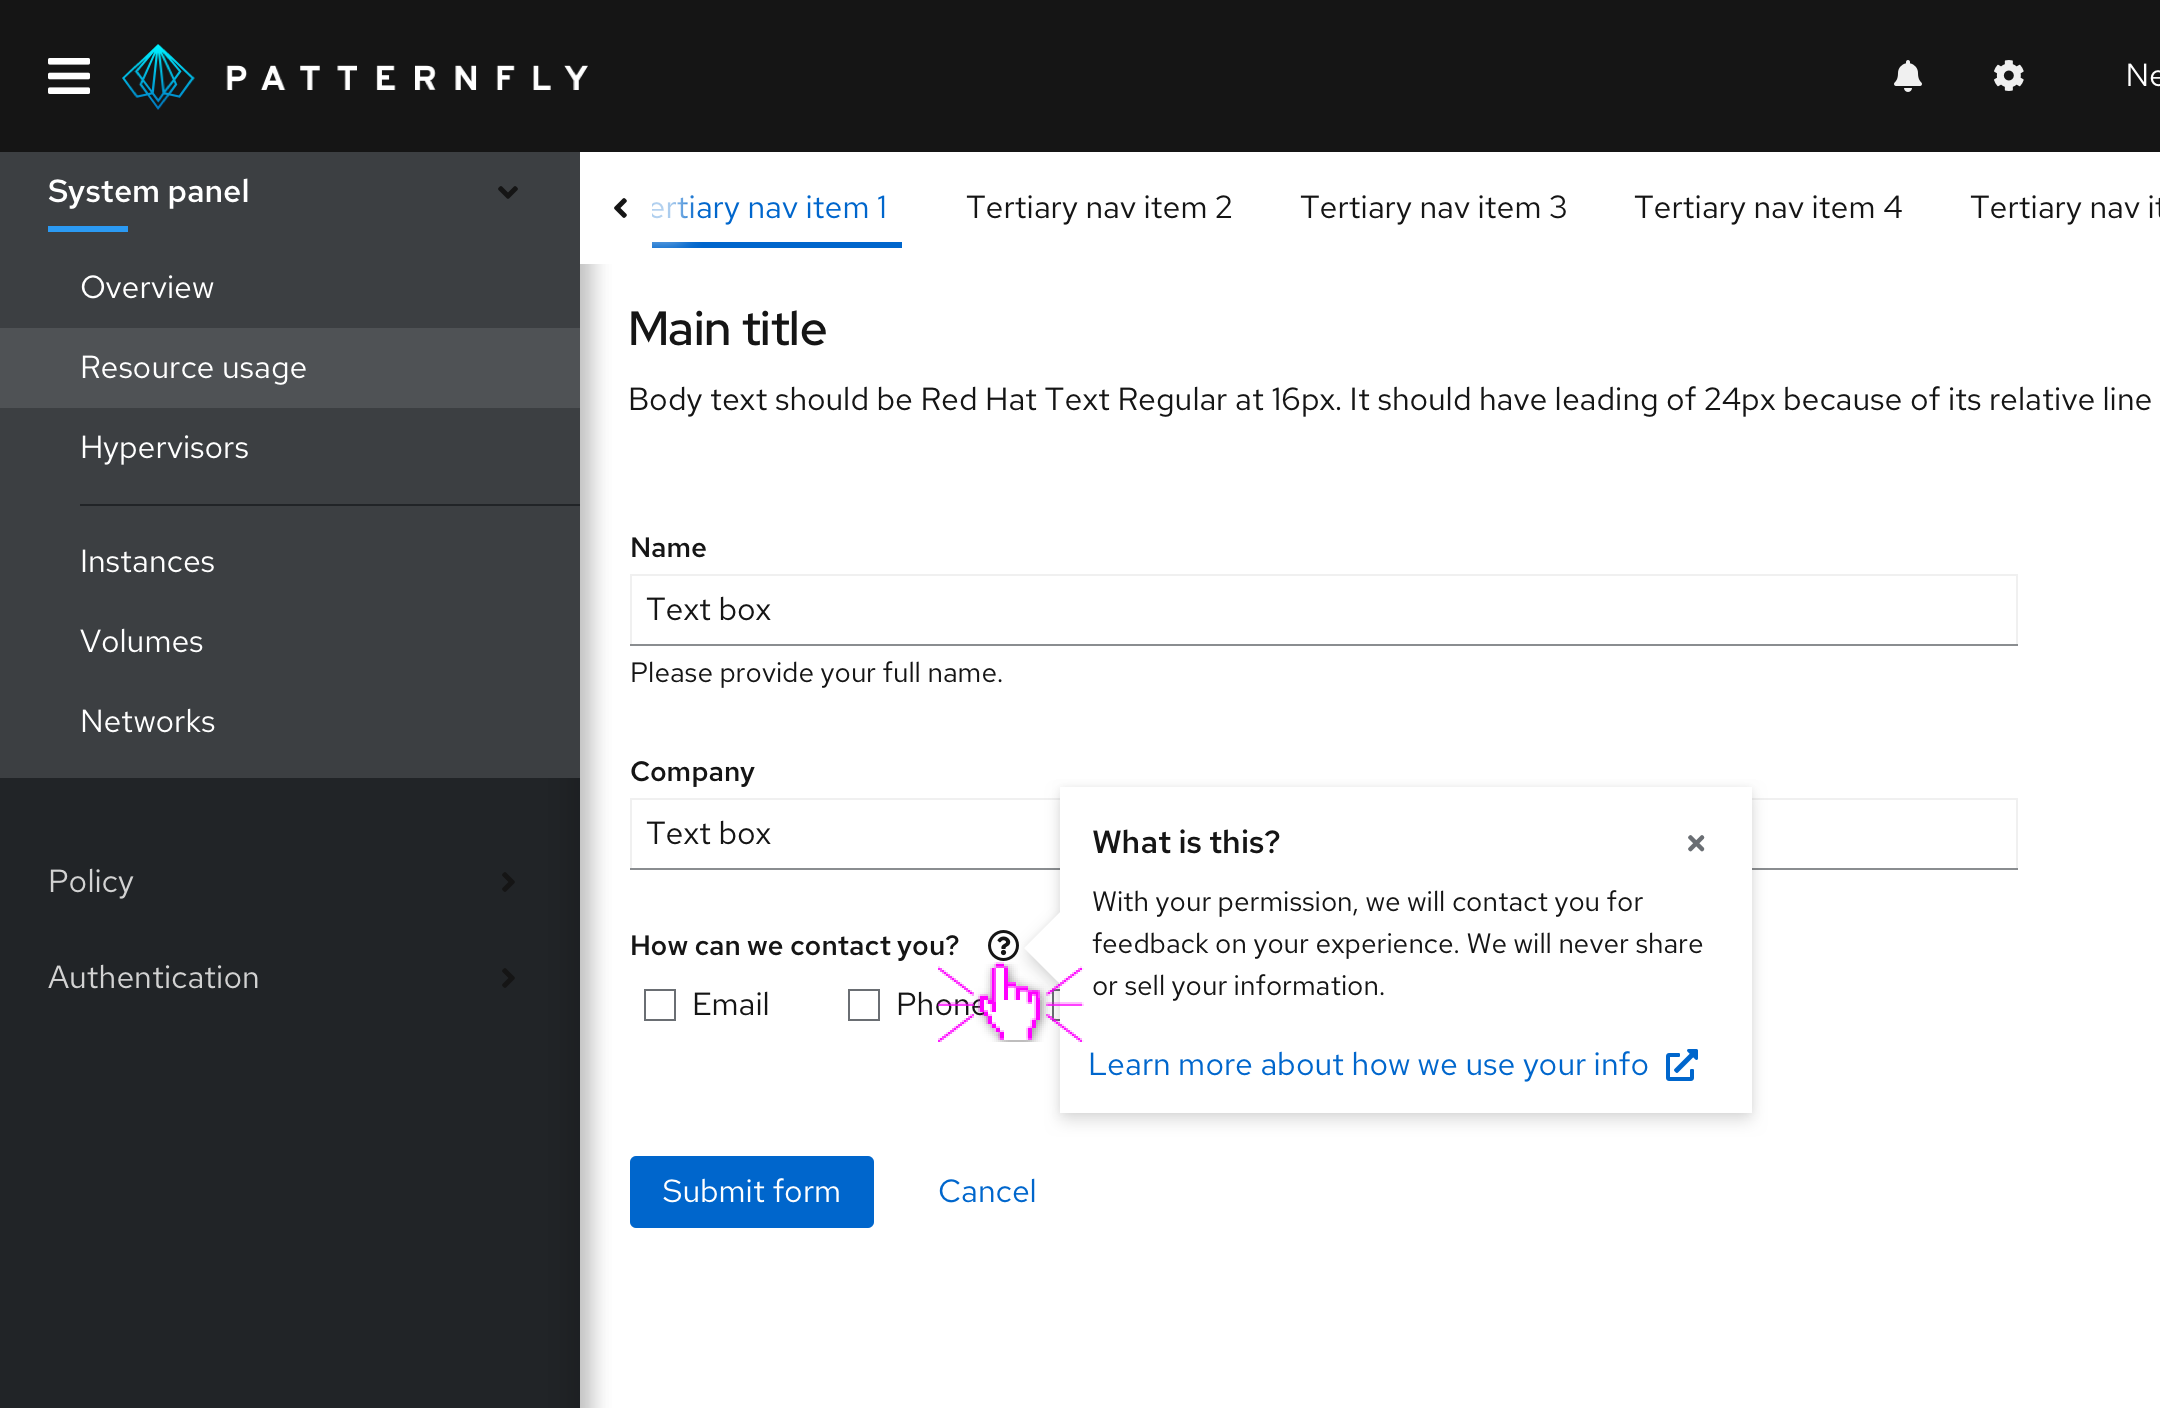 PATTERNFLY
System panel
Overview
Resource usage
Hypervisors
Instances
Volumes
Networks
Policy
Authentication
ertiary nav item 1 Tertiary nav item 2 Tertiary nav item 3 Tertiary nav item 4 Tertiary nav
Main title
Body text should be Red Hat Text Regular at 16px. It should have leading of 24px because of its relative line
Name
Text box
Please provide your full name.
Company
Text box
How can we contact you?
Email Phone
What is this?
With your permission, we will contact you for
feedback on your experience. We will never share
or sell your information.
Learn more about how we use your info
Submit form Cancel